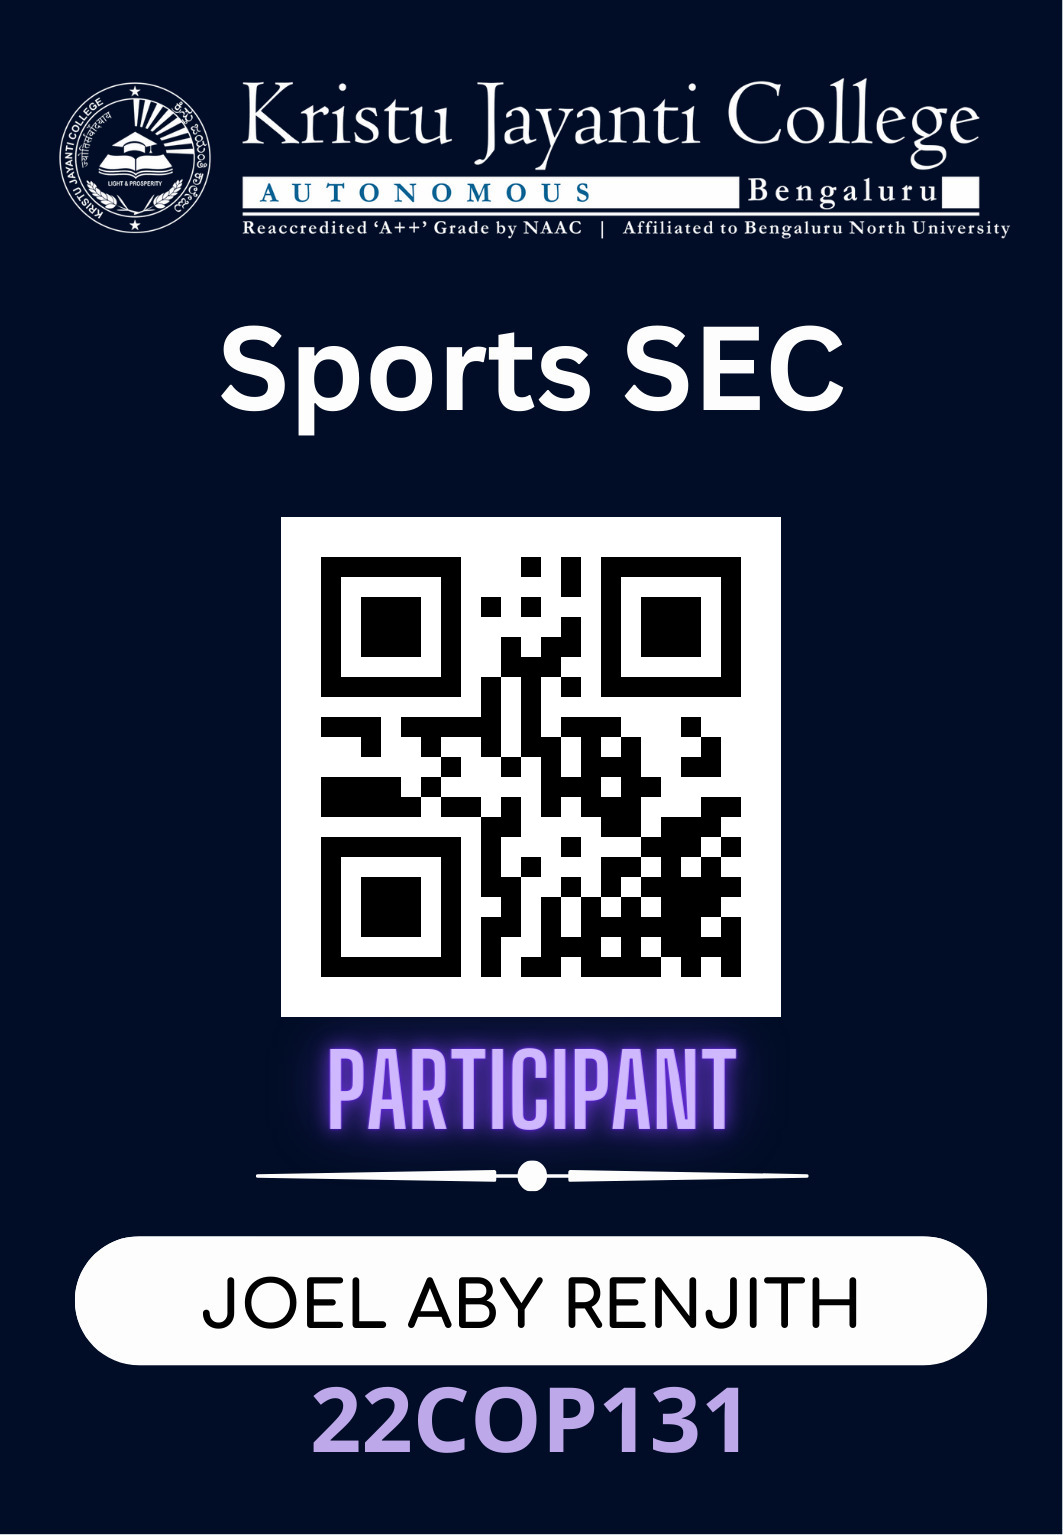 Kristu Jayanti College
AUTONOMOUS Bengaluru
Reaccredited ‘A++’ Grade by NAAC | Affiliated to Bengaluru North University
KRISTU JAYANTI COLLEGE
LIGHT & PROSPERITY
Sports SEC
PARTICIPANT
JOEL ABY RENJITH
22COP131